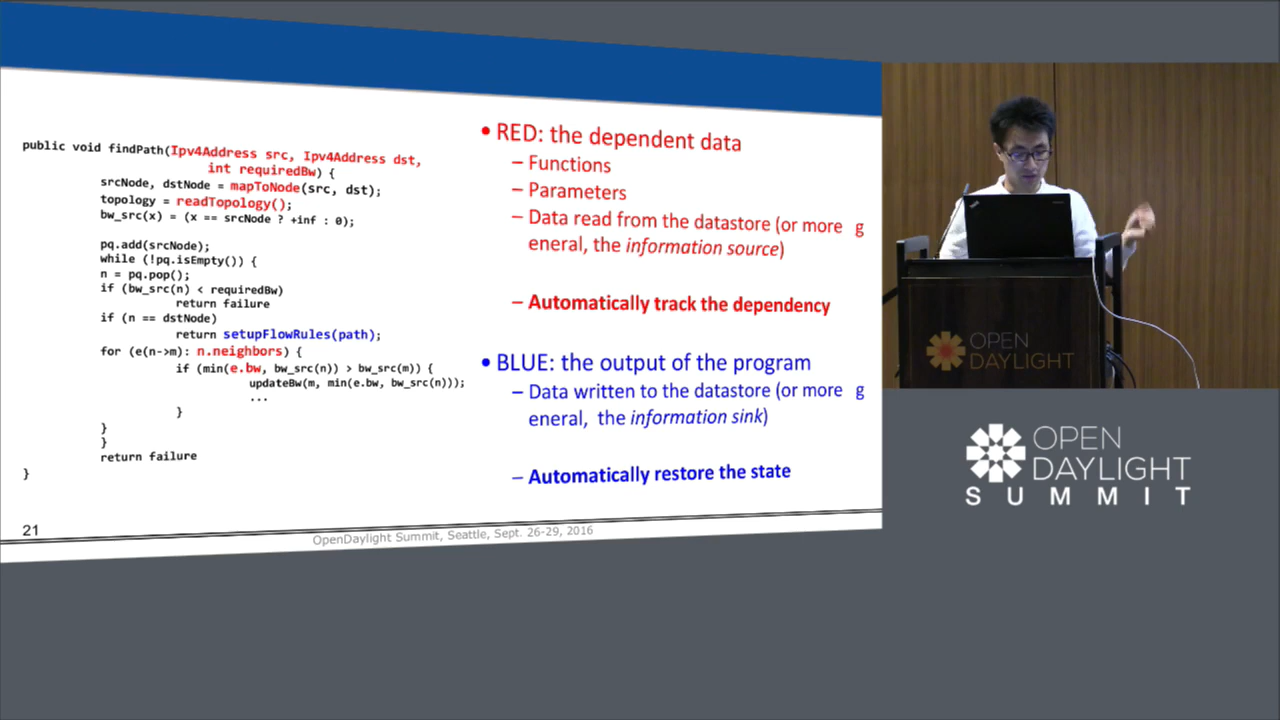 public void findPath(Ipv4Address src, Ipv4Address dst,
int requiredBw) {
srcNode, dstNode = mapToNode(src, dst);
topology = readTopology();
bw_src(x) = (x == srcNode ? +inf : 0);
pq.add(srcNode);
while (!pq.isEmpty()) {
n = pq.pop();
if (bw_src(n) < requiredBw)
return failure
if (n == dstNode)
return setupFlowRules(path);
for (e(n->m): n.neighbors) {
if (min(e.bw, bw_src(n)) > bw_src(m)) {
updateBw(m, min(e.bw, bw_src(n)));
...
}
}
}
return failure
}
• RED: the dependent data
– Functions
– Parameters
– Data read from the datastore (or more g
eneral, the information source)
– Automatically track the dependency
• BLUE: the output of the program
– Data written to the datastore (or more g
eneral, the information sink)
– Automatically restore the state
21
OpenDaylight Summit, Seattle, Sept. 26-29, 2016
OPEN
DAYLIGHT
OPEN
DAYLIGHT
SUMMIT